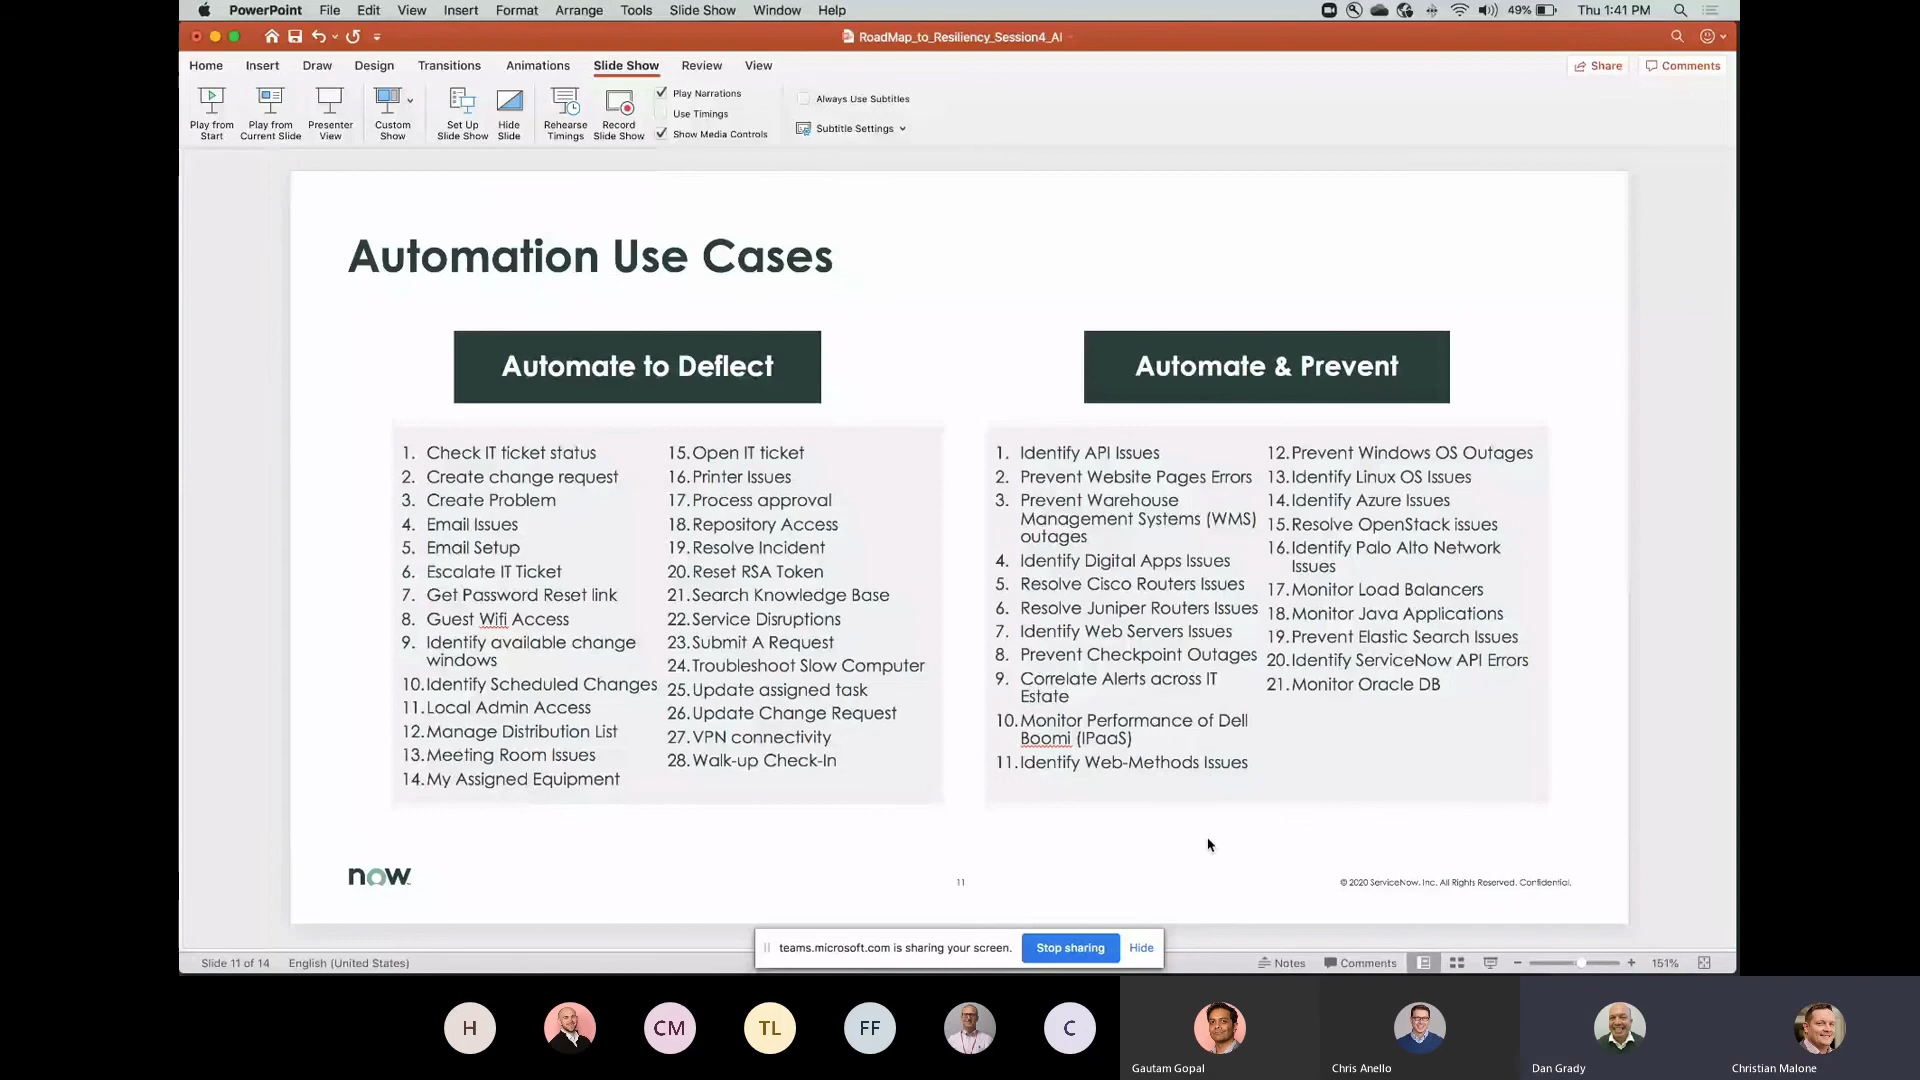 PowerPoint File Edit View Insert Format Arrange Tools Slide Show Window Help 49% Thu 1:41 PM
RoadMap_to_Resiliency_Session4_AI
Home Insert Draw Design Transitions Animations Slide Show Review View Share Comments
Play from Start
Play from Current Slide
Presenter View
Custom Show
Set Up Slide Show
Hide Slide
Rehearse Timings
Record Slide Show
Play Narrations
Use Timings
Show Media Controls
Always Use Subtitles
Subtitle Settings
Automation Use Cases
Automate to Deflect
1. Check IT ticket status
2. Create change request
3. Create Problem
4. Email Issues
5. Email Setup
6. Escalate IT Ticket
7. Get Password Reset link
8. Guest Wifi Access
9. Identify available change
windows
10. Identify Scheduled Changes
11. Local Admin Access
12. Manage Distribution List
13. Meeting Room Issues
14. My Assigned Equipment
15. Open IT ticket
16. Printer Issues
17. Process approval
18. Repository Access
19. Resolve Incident
20. Reset RSA Token
21. Search Knowledge Base
22. Service Disruptions
23. Submit A Request
24. Troubleshoot Slow Computer
25. Update assigned task
26. Update Change Request
27. VPN connectivity
28. Walk-up Check-In
Automate & Prevent
1. Identify API Issues
2. Prevent Website Pages Errors
3. Prevent Warehouse
Management Systems (WMS)
outages
4. Identify Digital Apps Issues
5. Resolve Cisco Routers Issues
6. Resolve Juniper Routers Issues
7. Identify Web Servers Issues
8. Prevent Checkpoint Outages
9. Correlate Alerts across IT
Estate
10. Monitor Performance of Dell
Boomi (IPaaS)
11. Identify Web-Methods Issues
12. Prevent Windows OS Outages
13. Identify Linux OS Issues
14. Identify Azure Issues
15. Resolve OpenStack issues
16. Identify Palo Alto Network
Issues
17. Monitor Load Balancers
18. Monitor Java Applications
19. Prevent Elastic Search Issues
20. Identify ServiceNow API Errors
21. Monitor Oracle DB
now
11
© 2020 ServiceNow, Inc. All Rights Reserved. Confidential.
teams.microsoft.com is sharing your screen. Stop sharing Hide
Slide 11 of 14 English (United States) Notes Comments 151%
H CM TL FF C
Gautam Gopal Chris Anello Dan Grady Christian Malone